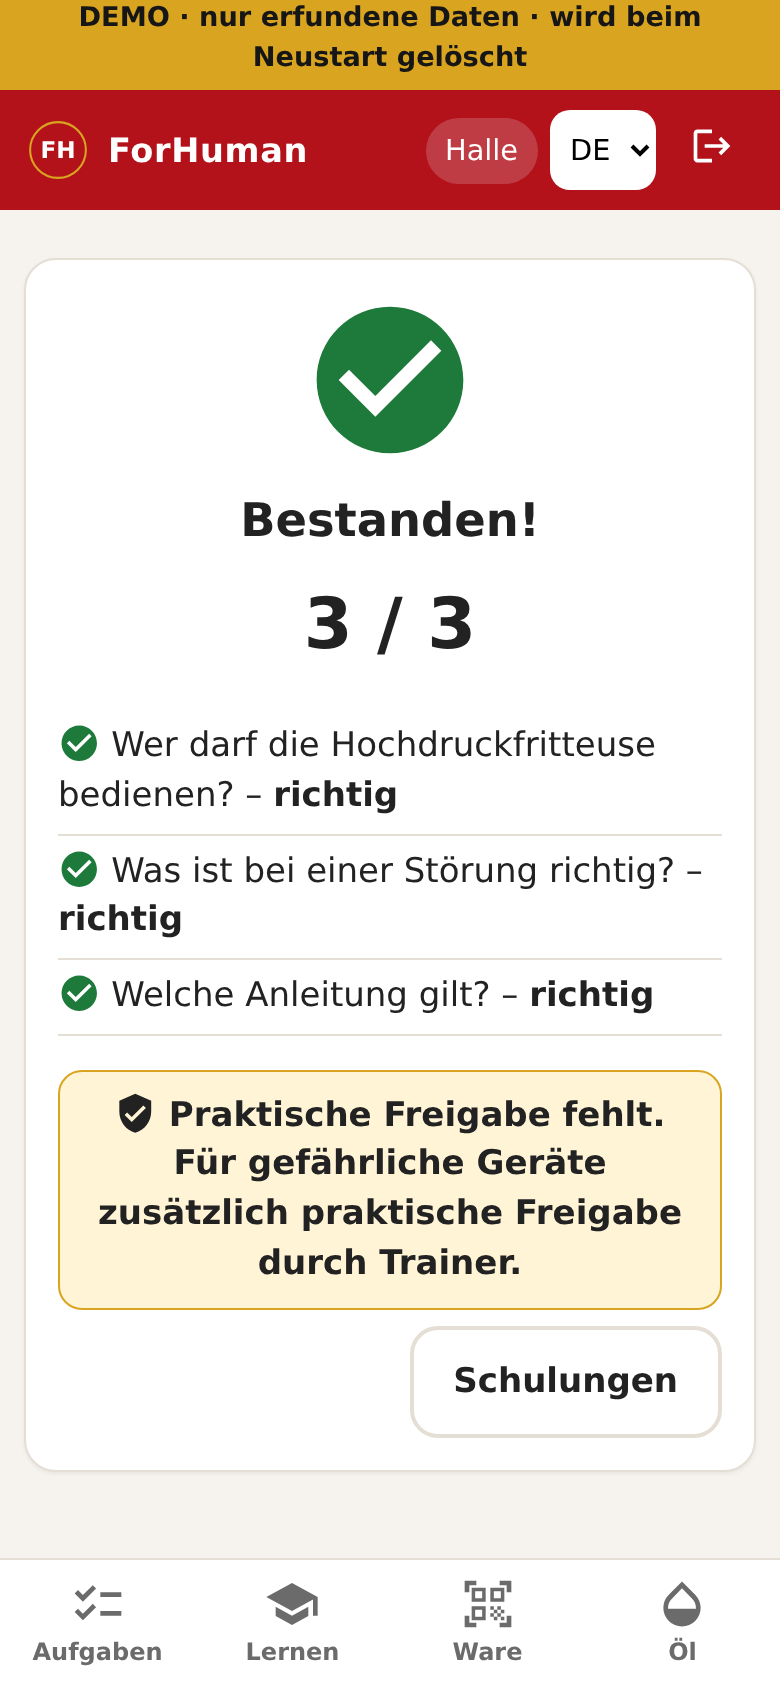 DEMO · nur erfundene Daten · wird beim
Neustart gelöscht
FH ForHuman Halle DE
Bestanden!
3 / 3
Wer darf die Hochdruckfritteuse
bedienen? – richtig
Was ist bei einer Störung richtig? –
richtig
Welche Anleitung gilt? – richtig
Praktische Freigabe fehlt.
Für gefährliche Geräte
zusätzlich praktische Freigabe
durch Trainer.
Schulungen
Aufgaben Lernen Ware Öl